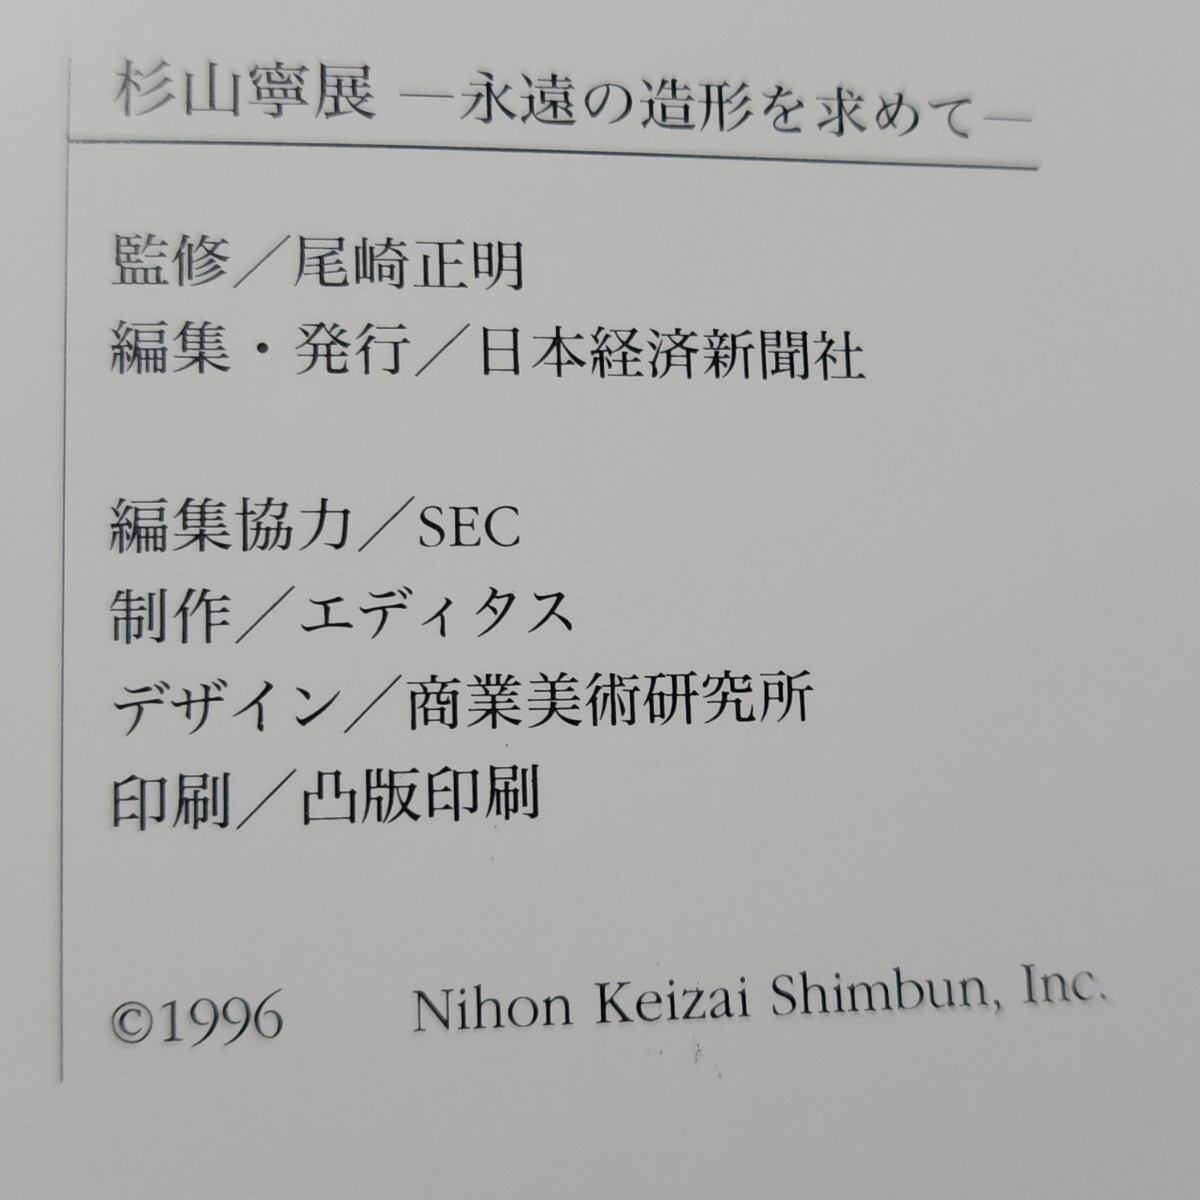 杉山寧展 ―永遠の造形を求めて―
監修／尾崎正明
編集・発行／日本経済新聞社
編集協力／SEC
制作／エディタス
デザイン／商業美術研究所
印刷／凸版印刷
©1996 Nihon Keizai Shimbun, Inc.